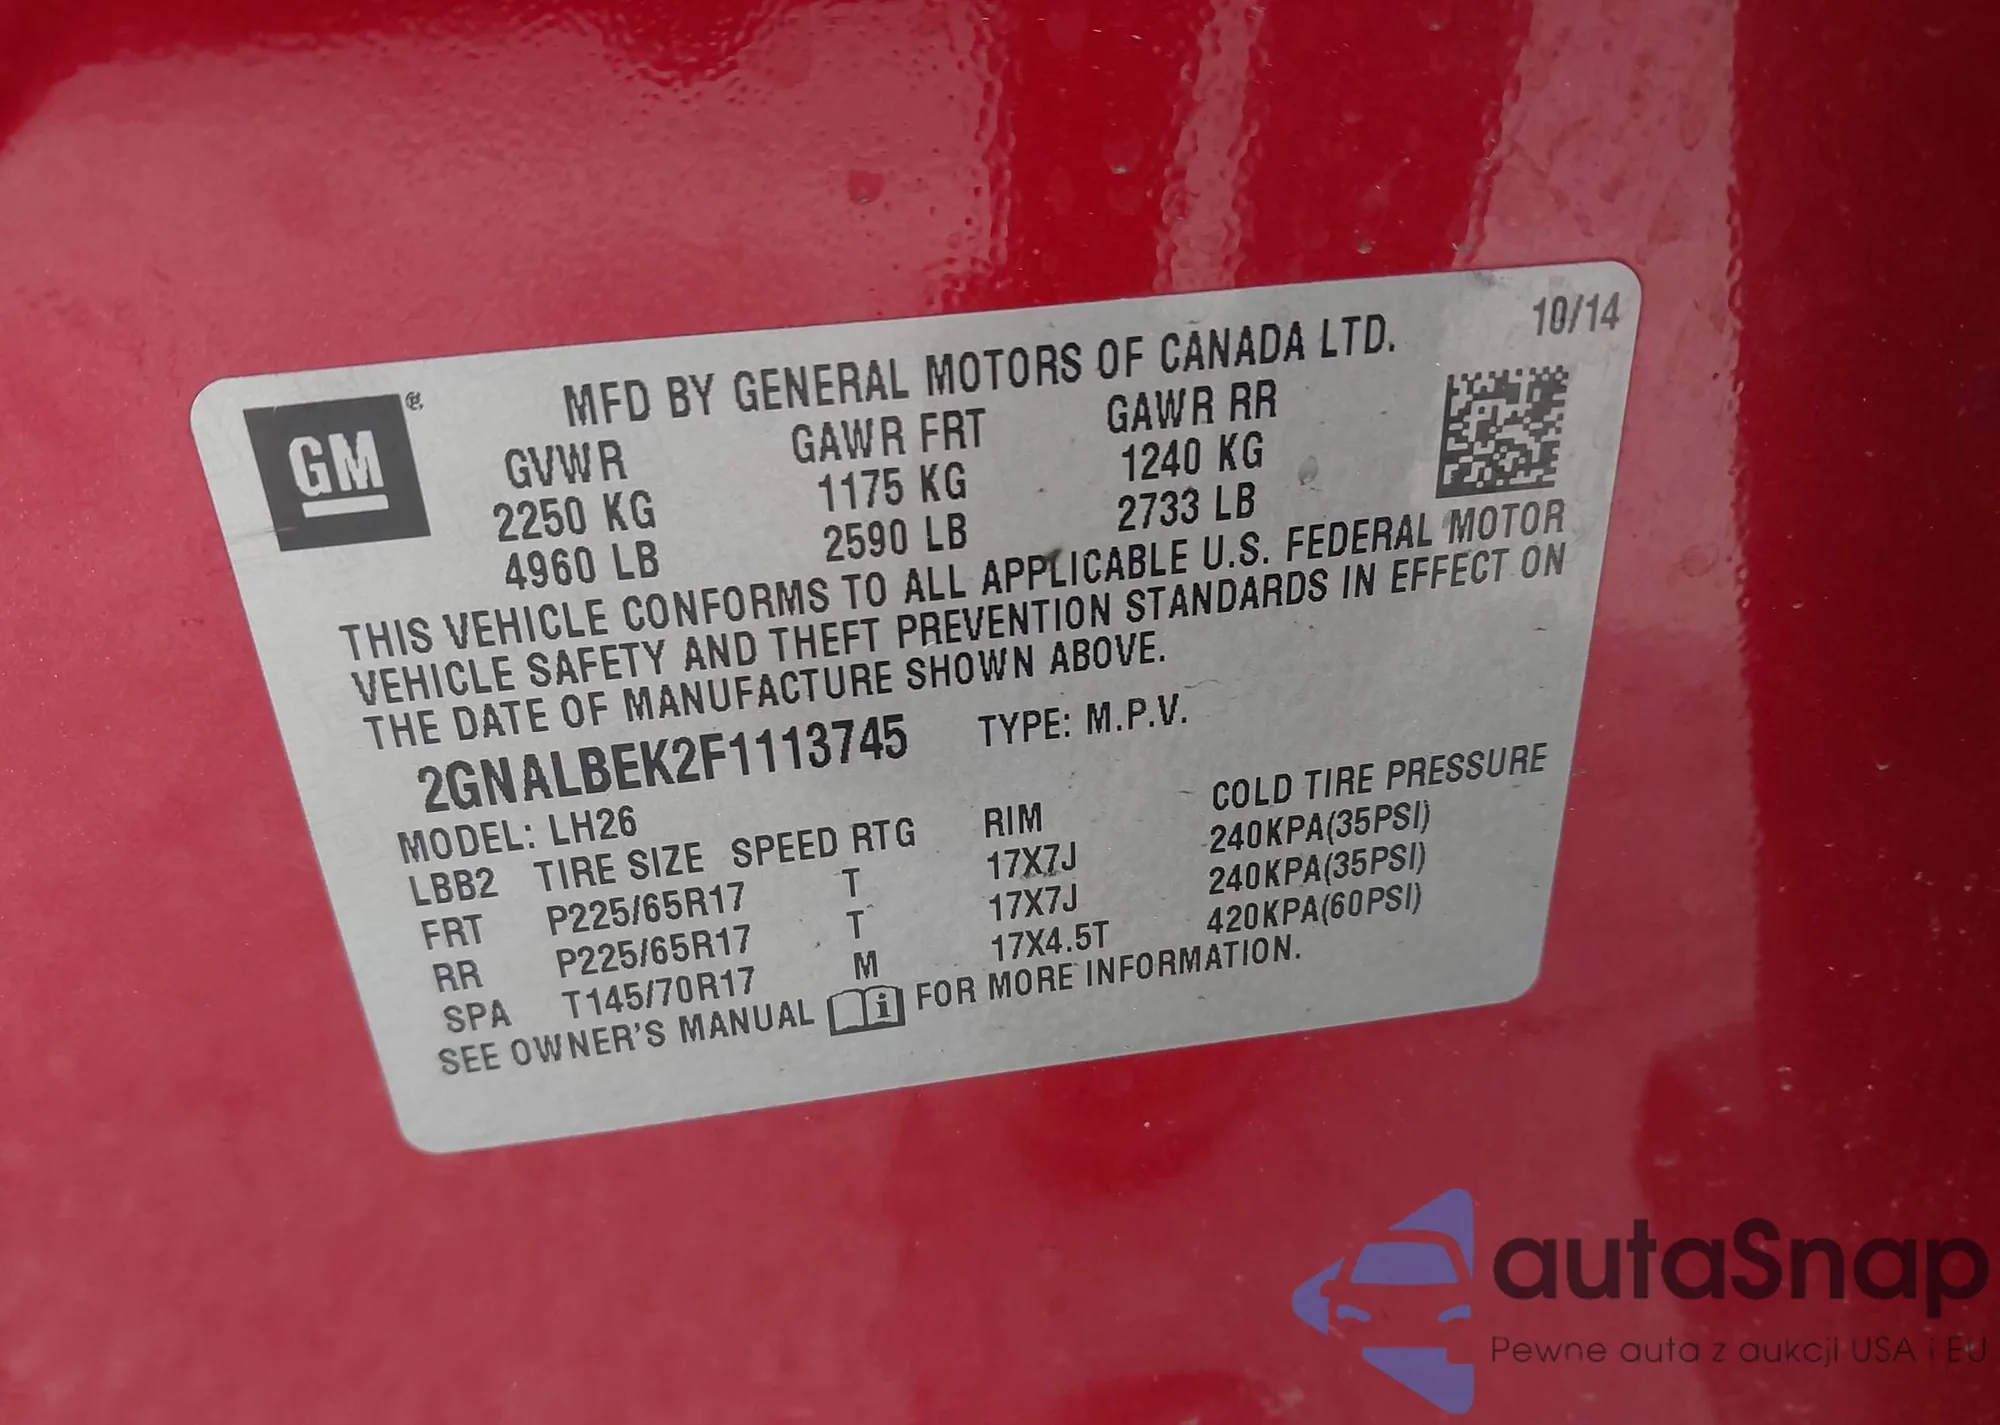 10/14
GM ®
MFD BY GENERAL MOTORS OF CANADA LTD.
GVWR GAWR FRT GAWR RR
2250 KG 1175 KG 1240 KG
4960 LB 2590 LB 2733 LB
THIS VEHICLE CONFORMS TO ALL APPLICABLE U.S. FEDERAL MOTOR
VEHICLE SAFETY AND THEFT PREVENTION STANDARDS IN EFFECT ON
THE DATE OF MANUFACTURE SHOWN ABOVE.
2GNALBEK2F1113745 TYPE: M.P.V.
MODEL: LH26
LBB2 TIRE SIZE SPEED RTG RIM COLD TIRE PRESSURE
FRT P225/65R17 T 17X7J 240KPA(35PSI)
RR P225/65R17 T 17X7J 240KPA(35PSI)
SPA T145/70R17 M 17X4.5T 420KPA(60PSI)
SEE OWNER'S MANUAL i FOR MORE INFORMATION.
autaSnap
Pewne auta z aukcji USA i EU